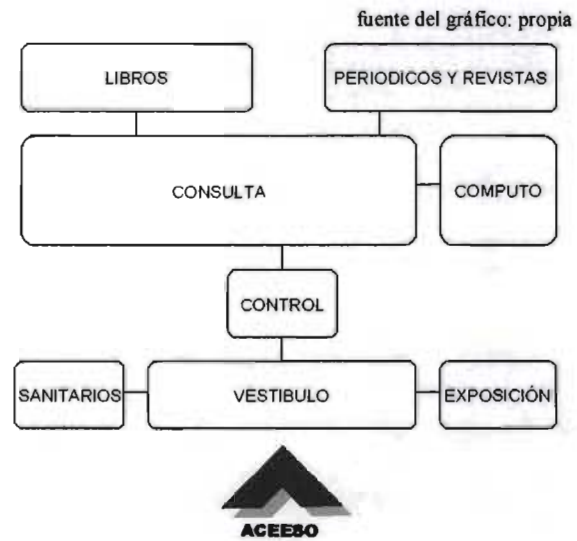 fuente del gráfico: propia
LIBROS
PERIODICOS Y REVISTAS
CONSULTA
COMPUTO
CONTROL
SANITARIOS
VESTIBULO
EXPOSICIÓN
ACEESO